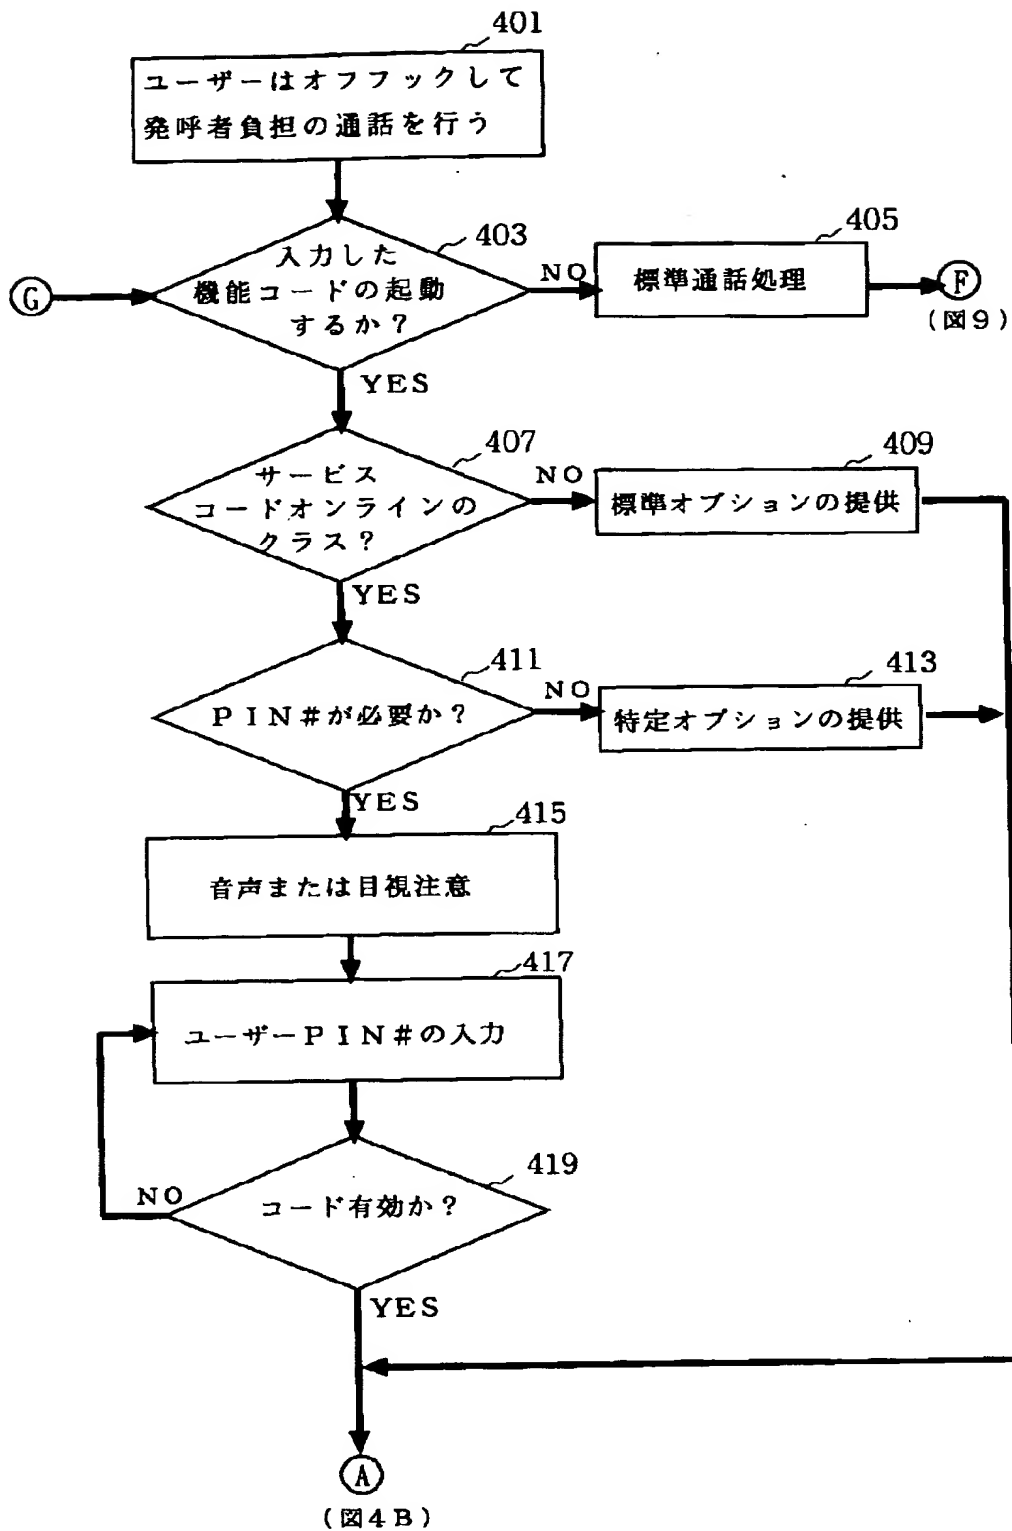 401
ユーザーはオフフックして
発呼者負担の通話を行う
403
入力した
機能コードの起動
するか？
G
NO
405
標準通話処理
F
(図9)
YES
407
サービス
コードオンラインの
クラス？
NO
409
標準オプションの提供
YES
411
PIN#が必要か？
NO
413
特定オプションの提供
YES
415
音声または目視注意
417
ユーザーPIN#の入力
419
コード有効か？
NO
YES
A
(図4B)